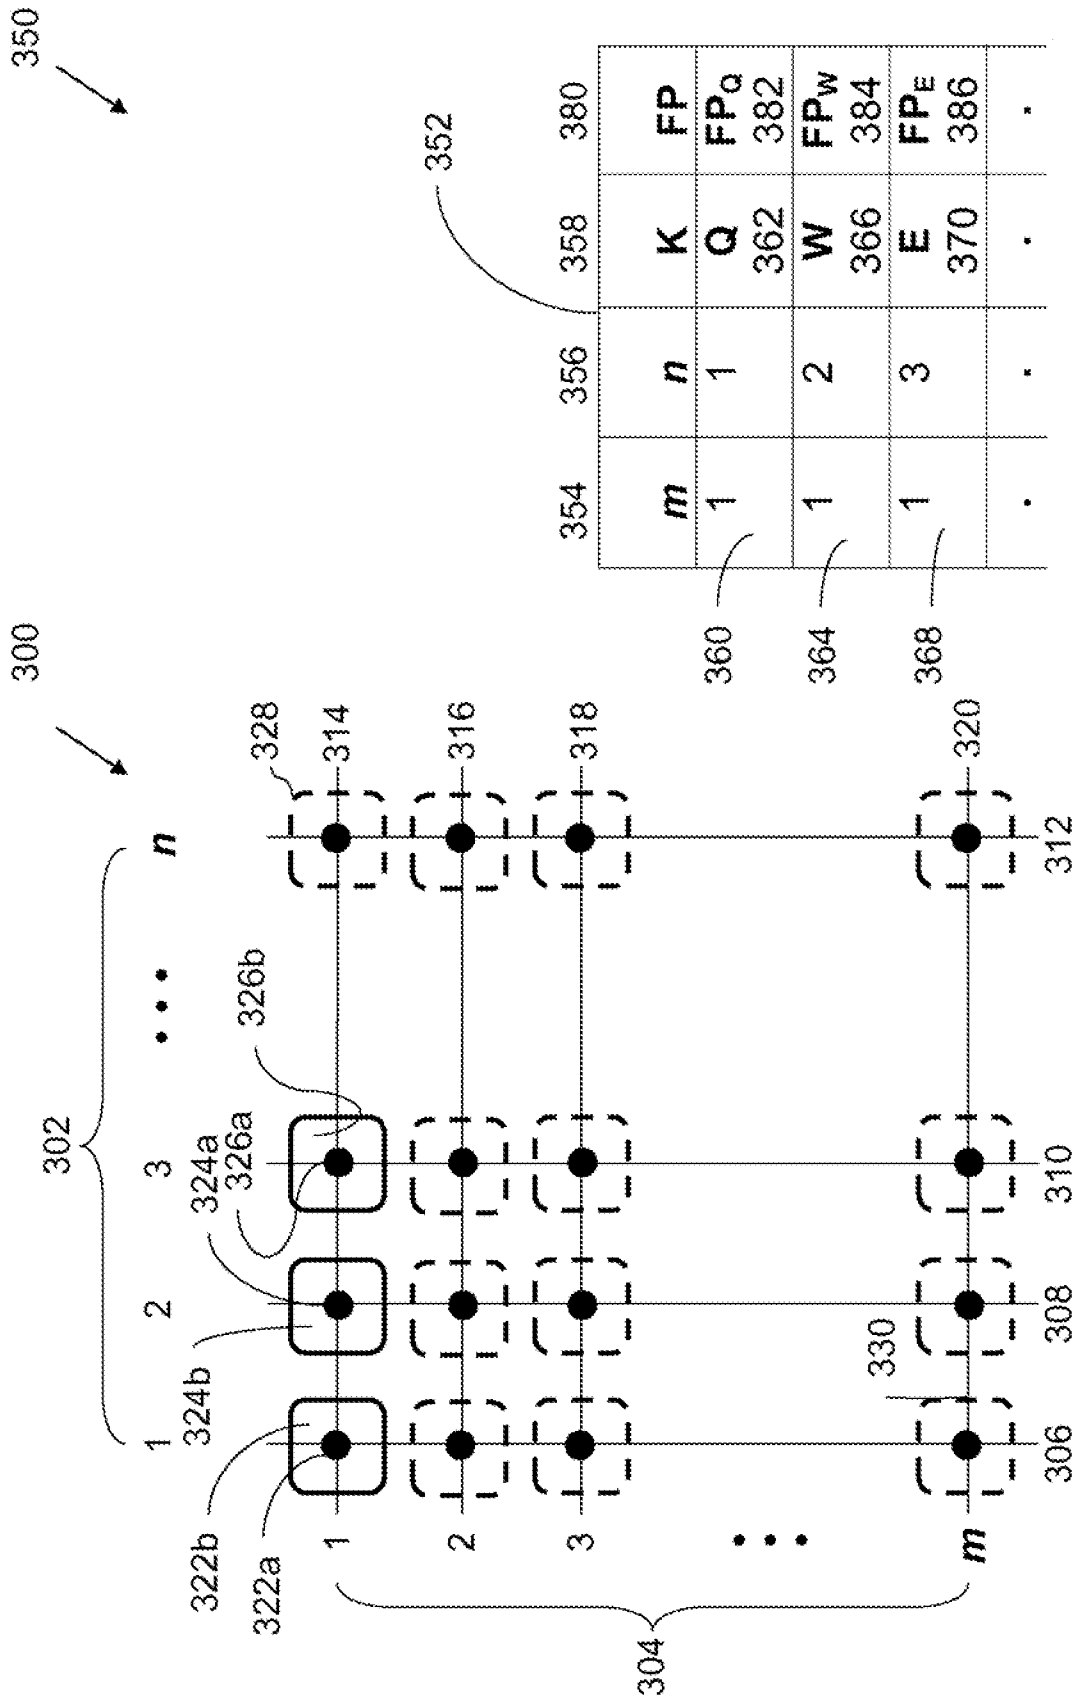 300
350
302
1 2 3 ••• n
322b
322a
324b
324a
326a
326b
328
304
1
314
2
316
3
318
•••
m
320
330
306 308 310 312
352
354 356 358 380
m n K FP
360
1 1 Q FPQ
362 382
364
1 2 W FPW
366 384
368
1 3 E FPE
370 386
. . . .